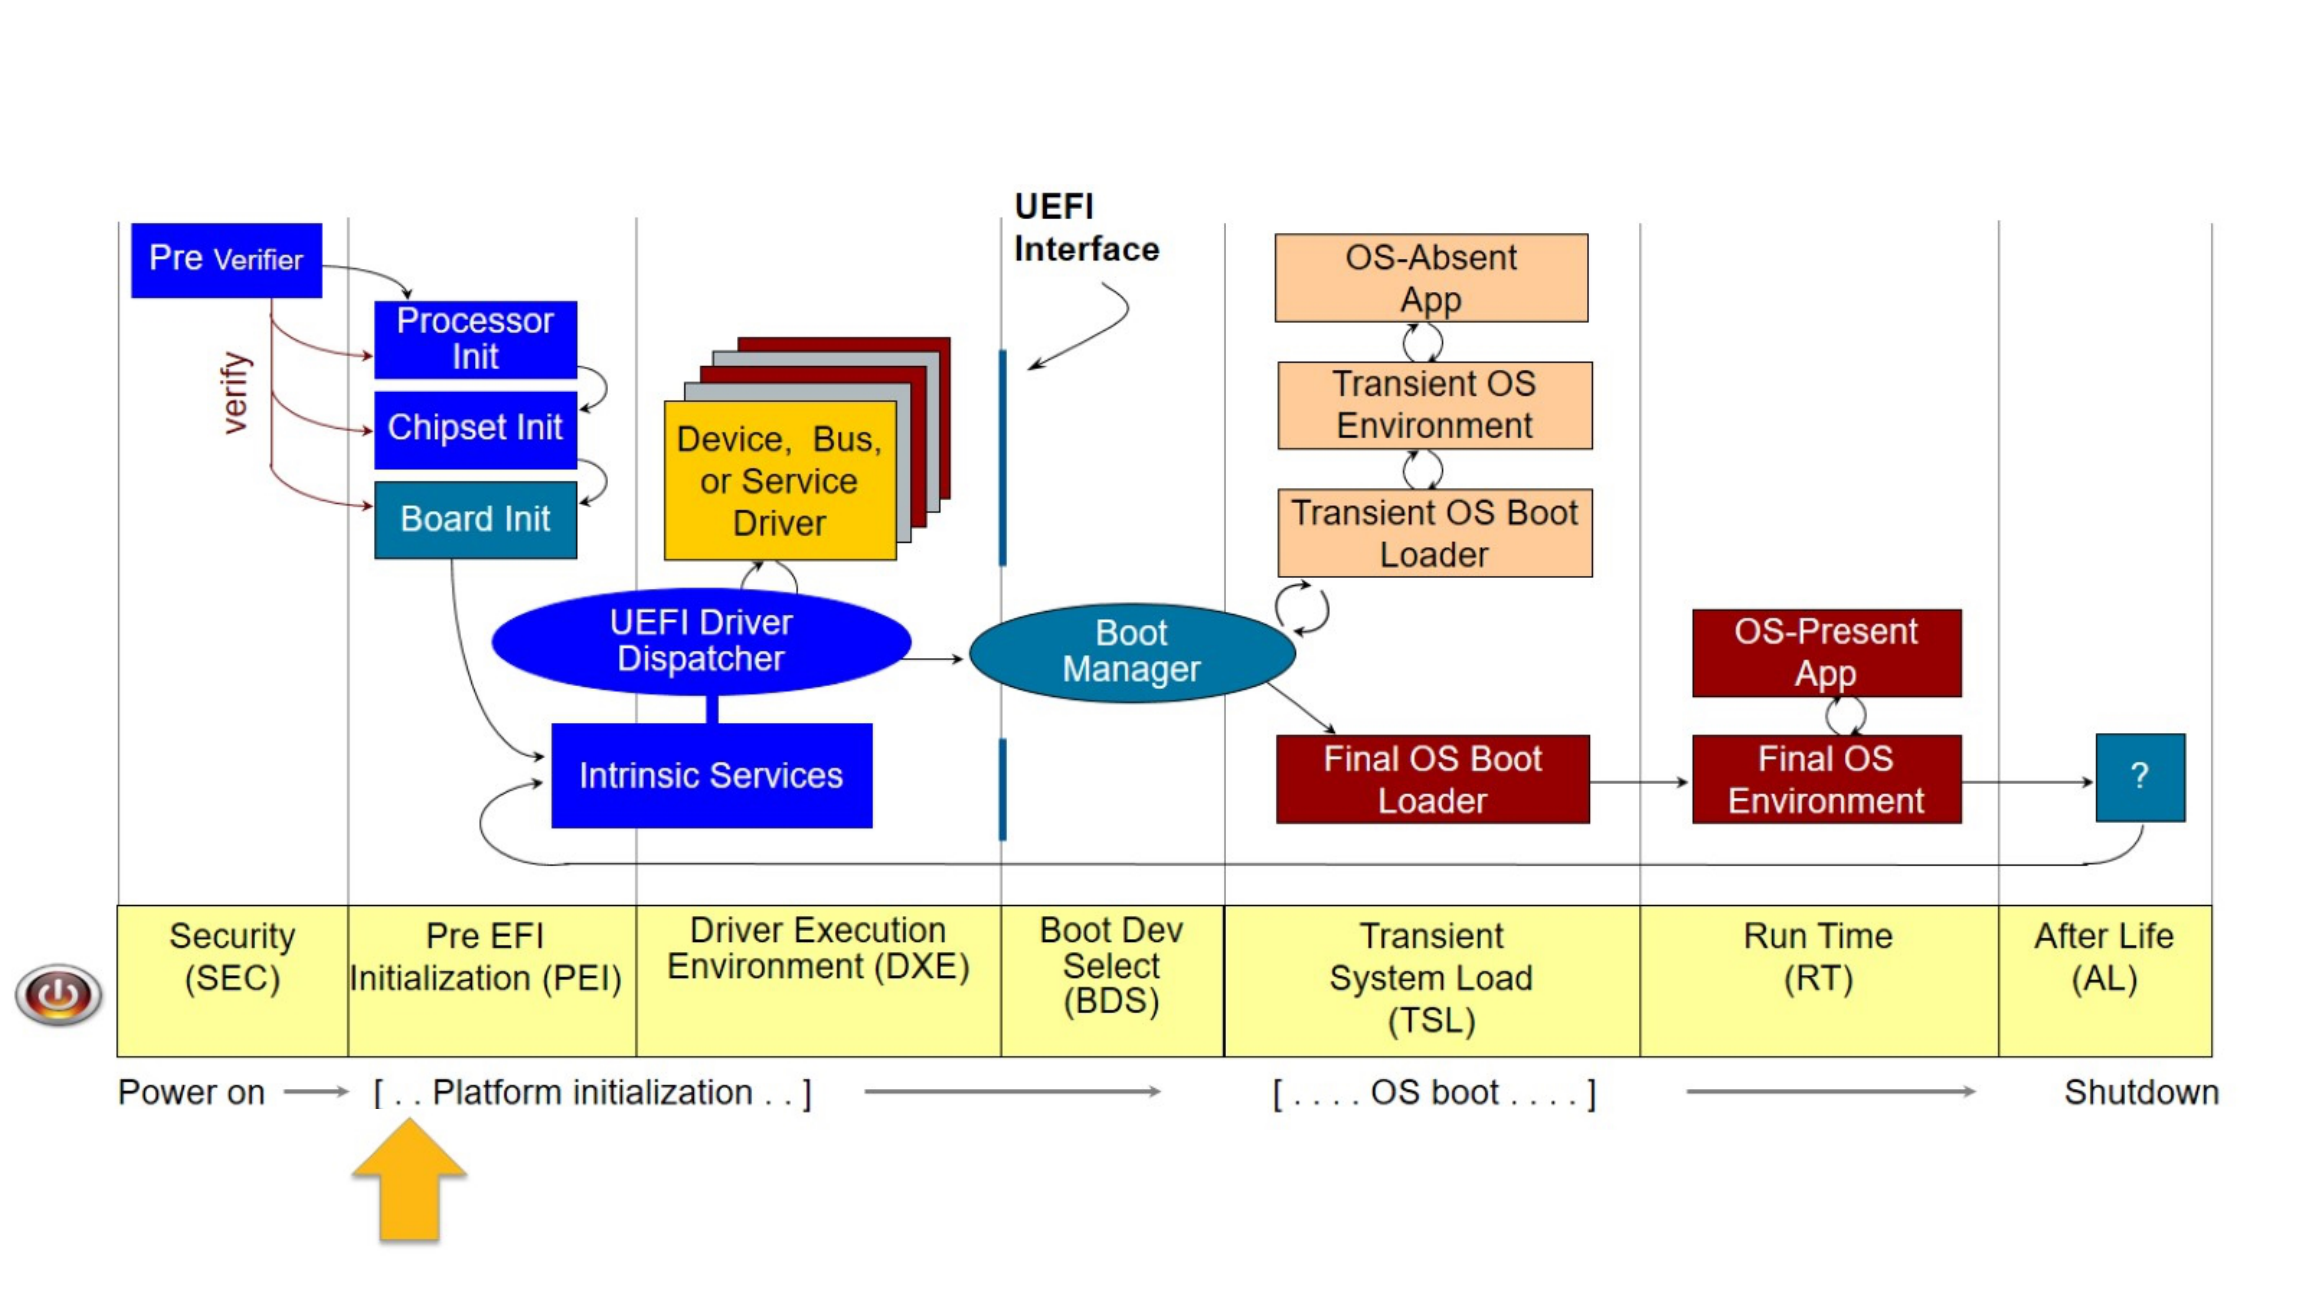 UEFI
Interface
Pre Verifier
verify
Processor
Init
Chipset Init
Board Init
Device,  Bus,
or Service
Driver
UEFI Driver
Dispatcher
Intrinsic Services
Boot
Manager
OS-Absent
App
Transient OS
Environment
Transient OS Boot
Loader
Final OS Boot
Loader
OS-Present
App
Final OS
Environment
?
Security
(SEC)
Pre EFI
Initialization (PEI)
Driver Execution
Environment (DXE)
Boot Dev
Select
(BDS)
Transient
System Load
(TSL)
Run Time
(RT)
After Life
(AL)
Power on
[ . . Platform initialization . . ]
[ . . . . OS boot . . . . ]
Shutdown